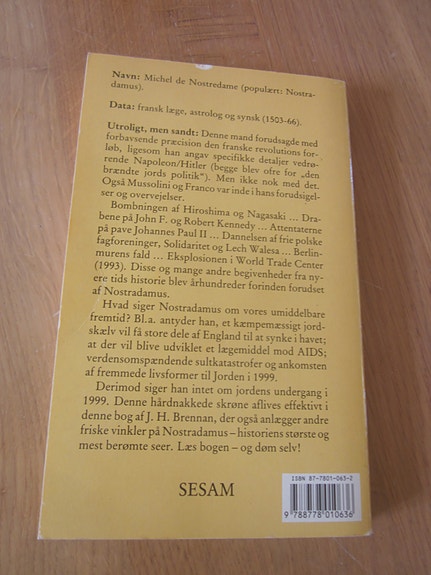 Navn: Michel de Nostredame (populært: Nostra-
damus).
Data: fransk læge, astrolog og synsk (1503-66).
Utroligt, men sandt: Denne mand forudsagde med
forbavsende præcision den franske revolutions for-
løb, ligesom han angav specifikke detaljer vedrø-
rende Napoleon/Hitler (begge blev ofre for „den
brændte jords politik“). Men ikke nok med det.
Også Mussolini og Franco var inde i hans forudsigel-
ser og overvejelser.
Bombningen af Hiroshima og Nagasaki ... Dra-
bene på John F. og Robert Kennedy ... Attentaterne
på pave Johannes Paul II ... Dannelsen af frie polske
fagforeninger, Solidaritet og Lech Walesa ... Berlin-
murens fald ... Eksplosionen i World Trade Center
(1993). Disse og mange andre begivenheder fra ny-
ere tids historie blev århundreder forinden forudset
af Nostradamus.
Hvad siger Nostradamus om vores umiddelbare
fremtid? Bl.a. antyder han, et kæmpemæssigt jord-
skælv vil få store dele af England til at synke i havet;
at der vil blive udviklet et lægemiddel mod AIDS;
verdensomspændende sultkatastrofer og ankomsten
af fremmede livsformer til Jorden i 1999.
Derimod siger han intet om jordens undergang i
1999. Denne hårdnakkede skrøne aflives effektivt i
denne bog af J. H. Brennan, der også anlægger andre
friske vinkler på Nostradamus – historiens største og
mest berømte seer. Læs bogen – og døm selv!
SESAM
ISBN 87-7801-063-2
9 788778 010636